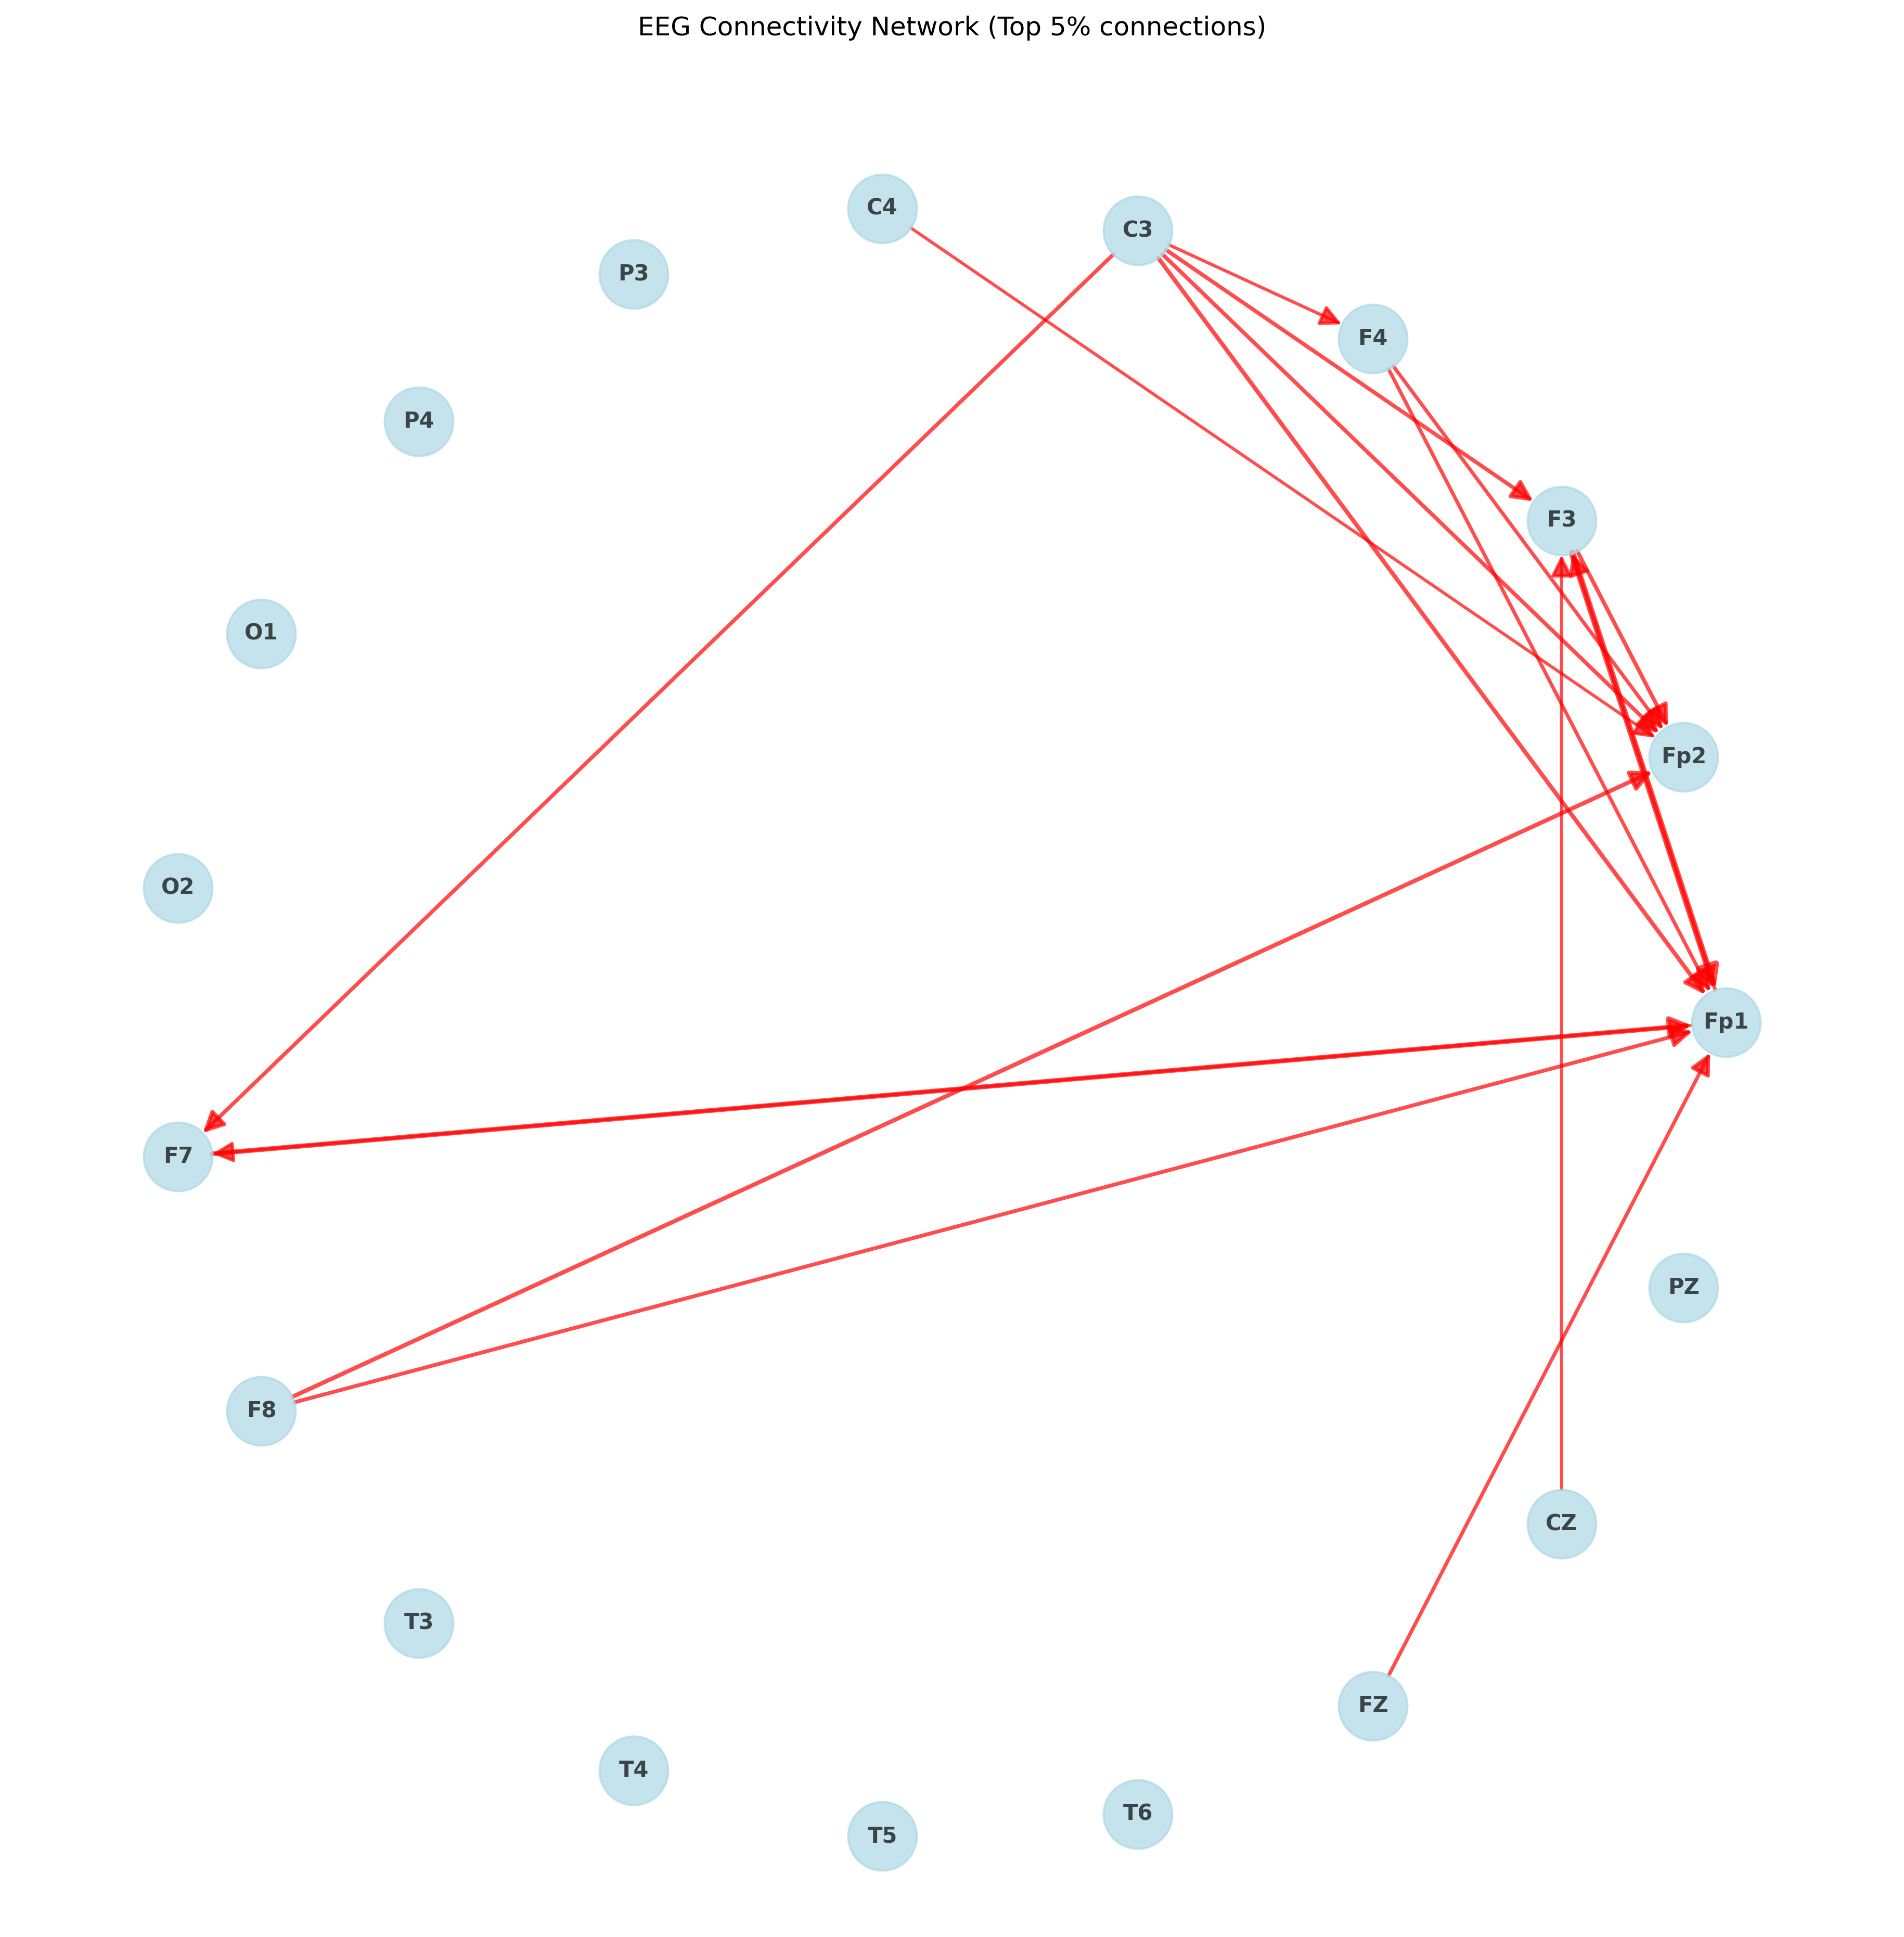 EEG Connectivity Network (Top 5% connections)
C4
C3
P3
F4
P4
F3
O1
Fp2
O2
Fp1
F7
PZ
F8
CZ
T3
FZ
T4
T6
T5